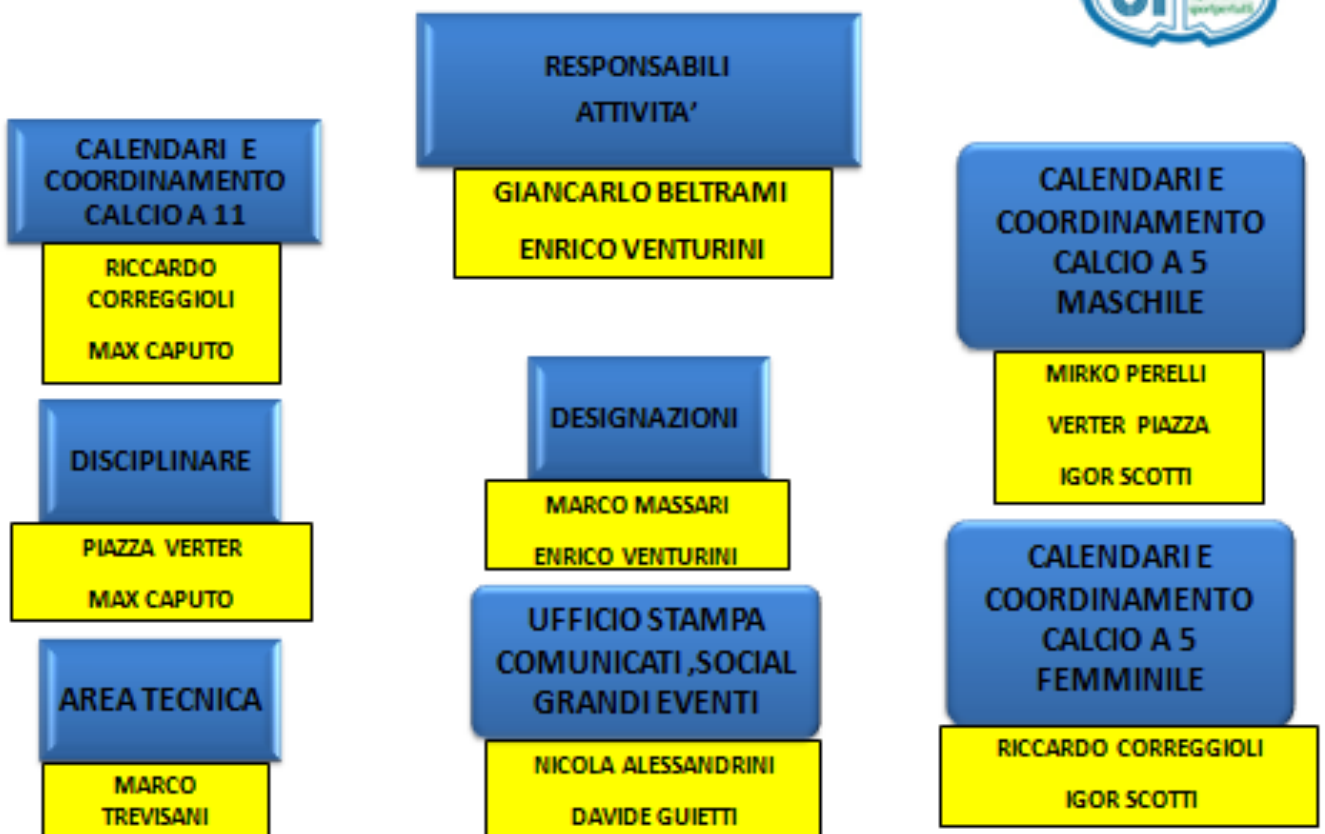 sportpertutti
RESPONSABILI
ATTIVITA'
GIANCARLO BELTRAMI
ENRICO VENTURINI
CALENDARI E
COORDINAMENTO
CALCIO A 11
RICCARDO
CORREGGIOLI
MAX CAPUTO
DISCIPLINARE
PIAZZA VERTER
MAX CAPUTO
AREA TECNICA
MARCO
TREVISANI
DESIGNAZIONI
MARCO MASSARI
ENRICO VENTURINI
UFFICIO STAMPA
COMUNICATI ,SOCIAL
GRANDI EVENTI
NICOLA ALESSANDRINI
DAVIDE GUIETTI
CALENDARI E
COORDINAMENTO
CALCIO A 5
MASCHILE
MIRKO PERELLI
VERTER PIAZZA
IGOR SCOTTI
CALENDARI E
COORDINAMENTO
CALCIO A 5
FEMMINILE
RICCARDO CORREGGIOLI
IGOR SCOTTI